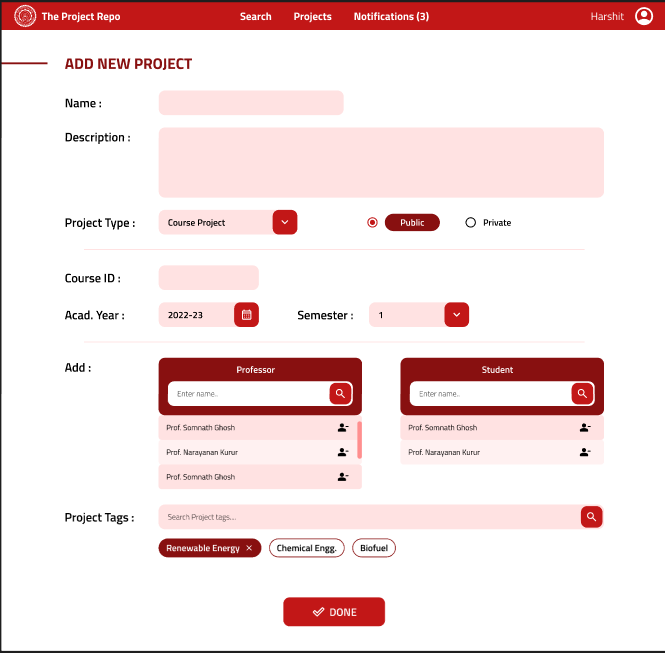 The Project Repo Search Projects Notifications (3) Harshit
ADD NEW PROJECT
Name :
Description :
Project Type : Course Project Public Private
Course ID :
Acad. Year : 2022-23 Semester : 1
Add : Professor Student
Enter name.. Enter name..
Prof. Somnath Ghosh Prof. Somnath Ghosh
Prof. Narayanan Kurur Prof. Narayanan Kurur
Prof. Somnath Ghosh
Project Tags : Search Project tags...
Renewable Energy × Chemical Engg. Biofuel
DONE